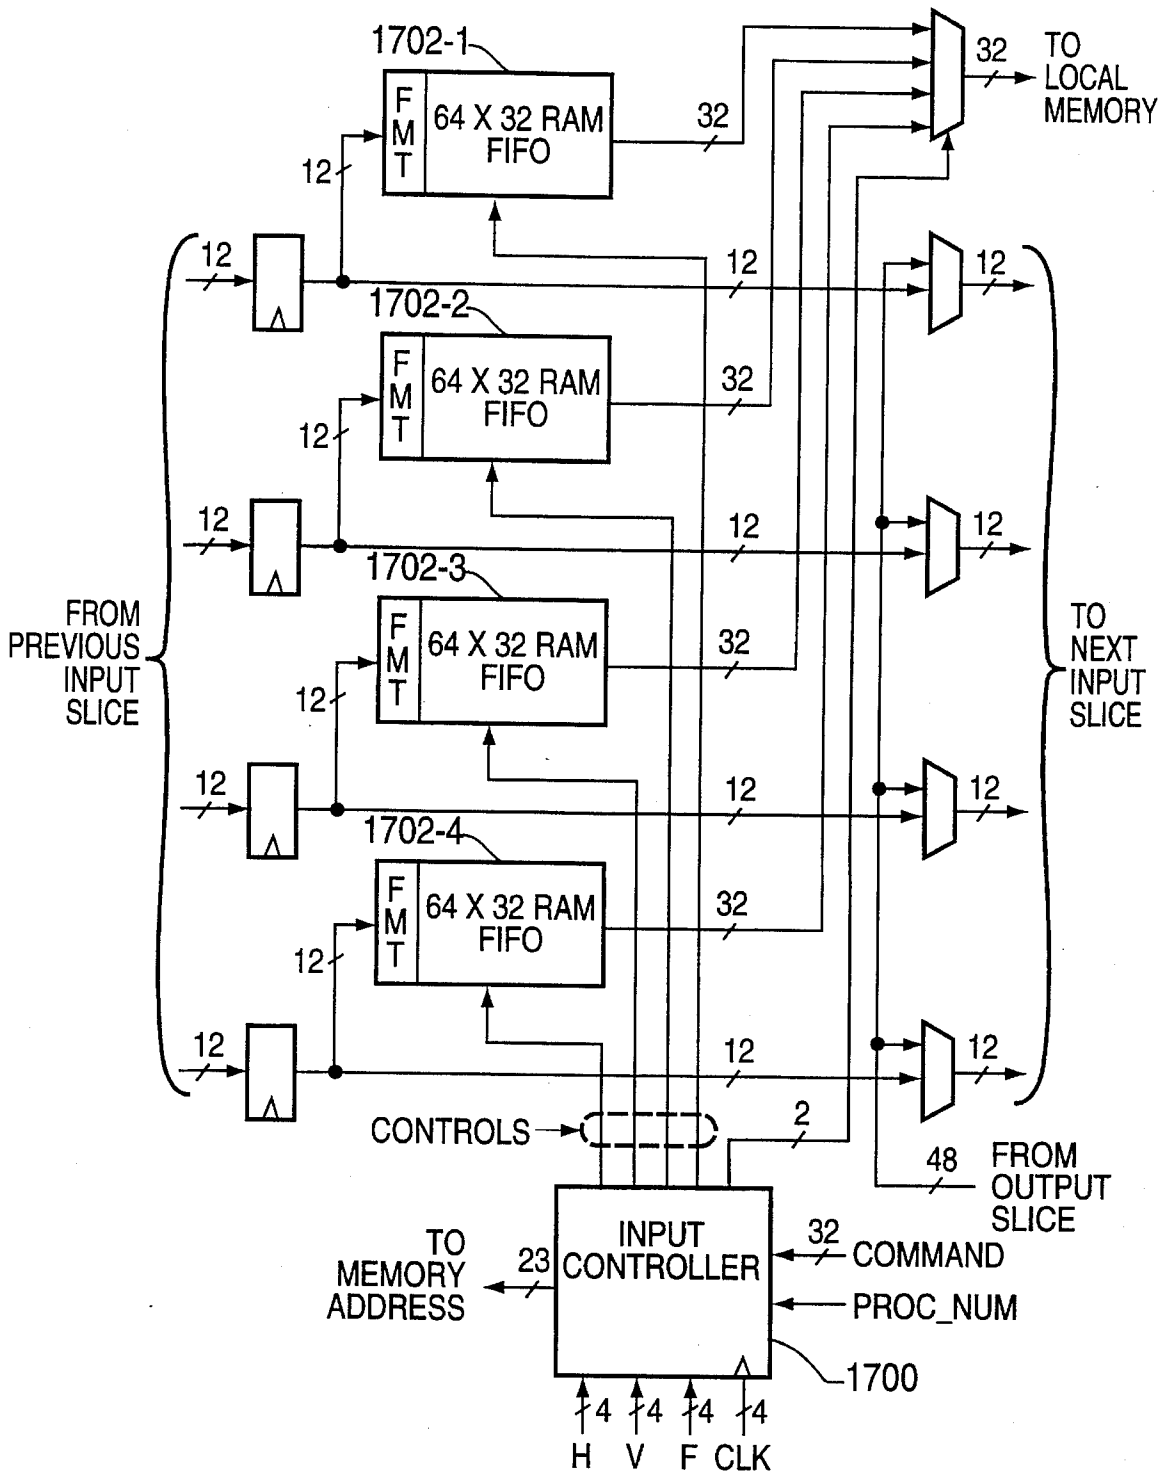 1702-1
FMT
64 X 32 RAM
FIFO
32
32
TO
LOCAL
MEMORY
12
12
12
12
1702-2
FMT
64 X 32 RAM
FIFO
32
12
12
12
12
1702-3
FMT
64 X 32 RAM
FIFO
32
FROM
PREVIOUS
INPUT
SLICE
TO
NEXT
INPUT
SLICE
12
12
12
12
1702-4
FMT
64 X 32 RAM
FIFO
32
12
12
12
12
CONTROLS
2
48
FROM
OUTPUT
SLICE
INPUT
CONTROLLER
TO
MEMORY
ADDRESS
23
32
COMMAND
PROC_NUM
1700
4
4
4
4
H
V
F
CLK